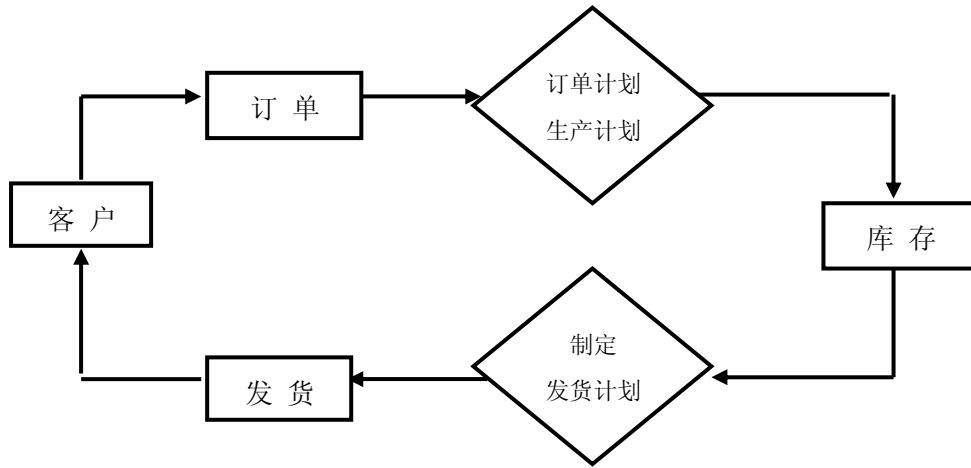 订 单
订单计划
生产计划
客 户
库 存
制定
发货计划
发 货